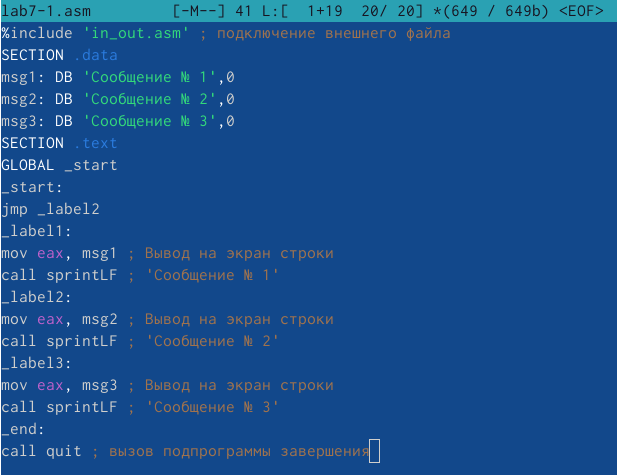 lab7-1.asm [-M--] 41 L:[ 1+19 20/ 20] *(649 / 649b) <EOF>
%include 'in_out.asm' ; подключение внешнего файла
SECTION .data
msg1: DB 'Сообщение № 1',0
msg2: DB 'Сообщение № 2',0
msg3: DB 'Сообщение № 3',0
SECTION .text
GLOBAL _start
_start:
jmp _label2
_label1:
mov eax, msg1 ; Вывод на экран строки
call sprintLF ; 'Сообщение № 1'
_label2:
mov eax, msg2 ; Вывод на экран строки
call sprintLF ; 'Сообщение № 2'
_label3:
mov eax, msg3 ; Вывод на экран строки
call sprintLF ; 'Сообщение № 3'
_end:
call quit ; вызов подпрограммы завершения